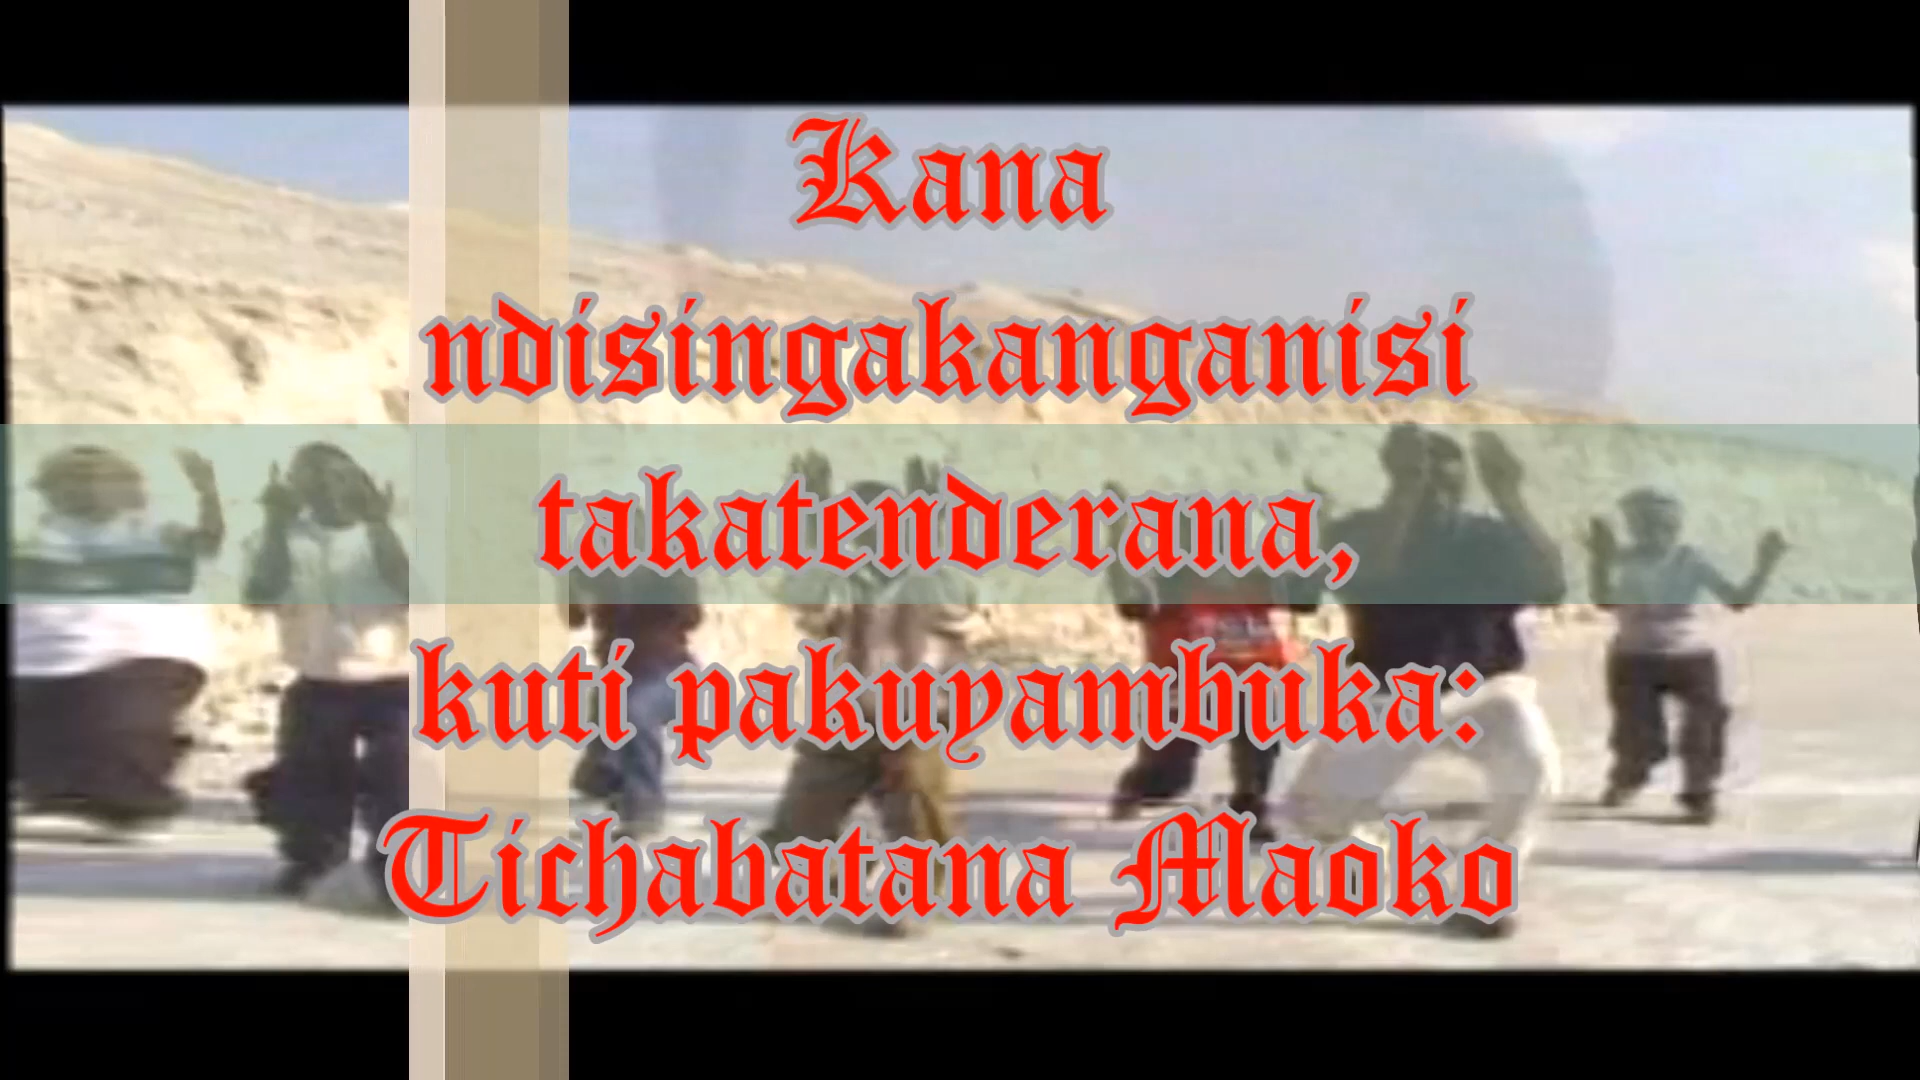 Kana
ndisingakanganisi
takatenderana,
kuti pakuyambuka:
Tichabatana Maoko